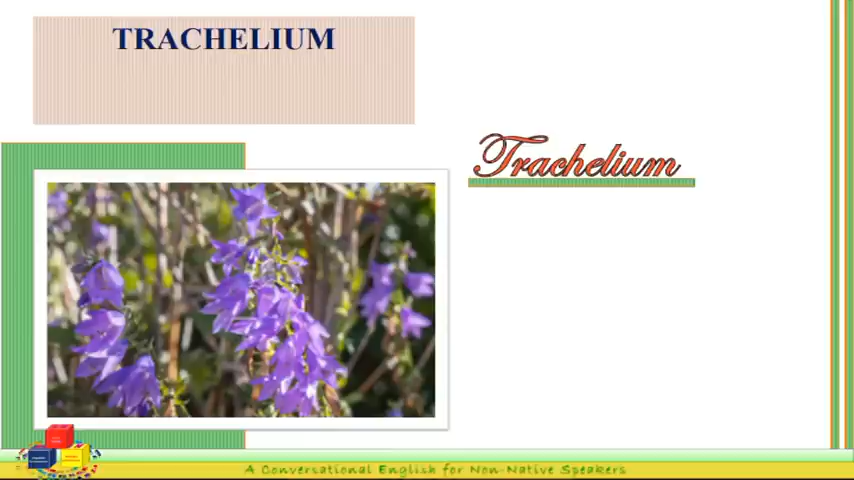 TRACHELIUM
Trachelium
A Conversational English for Non-Native Speakers